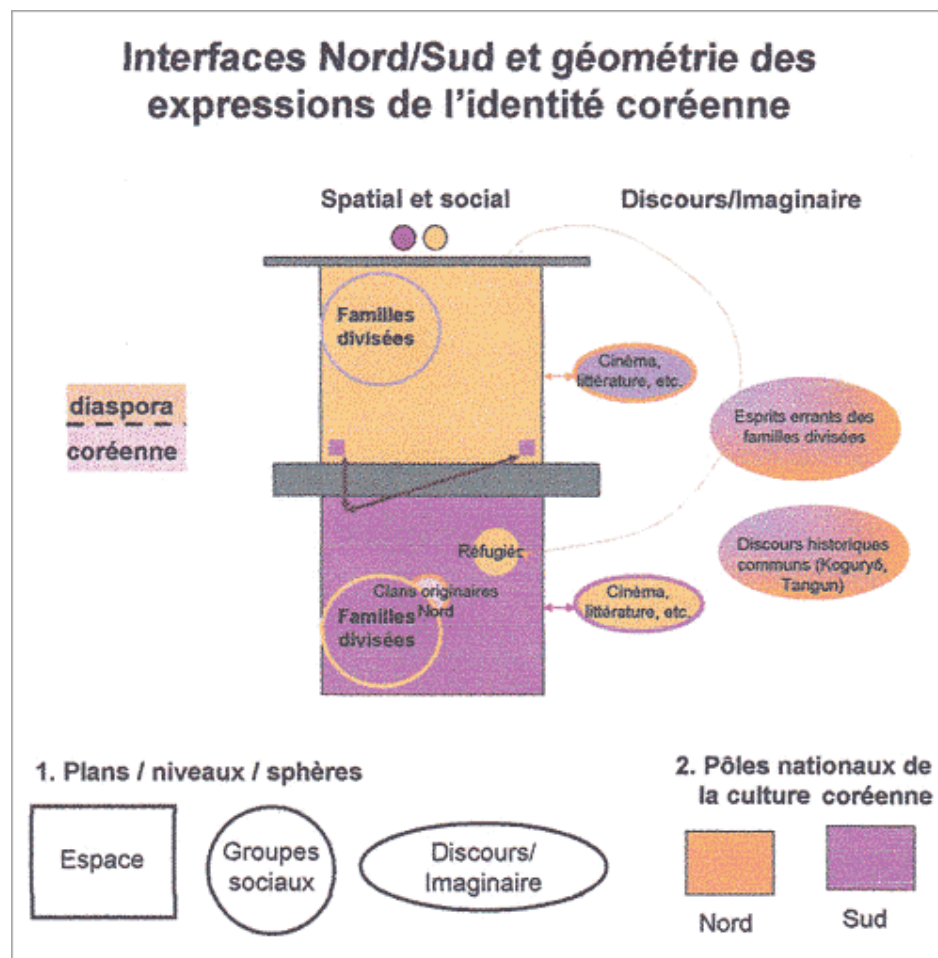 Interfaces Nord/Sud et géométrie des
expressions de l'identité coréenne
Spatial et social
Discours/Imaginaire
Familles
divisées
Cinéma,
littérature, etc.
diaspora
coréenne
Esprits errants des
familles divisées
Réfugiés
Clans originaires
Nord
Familles
divisées
Cinéma,
littérature, etc.
Discours historiques
communs (Koguryŏ,
Tangun)
1. Plans / niveaux / sphères
Espace
Groupes
sociaux
Discours/
Imaginaire
2. Pôles nationaux de
la culture coréenne
Nord
Sud